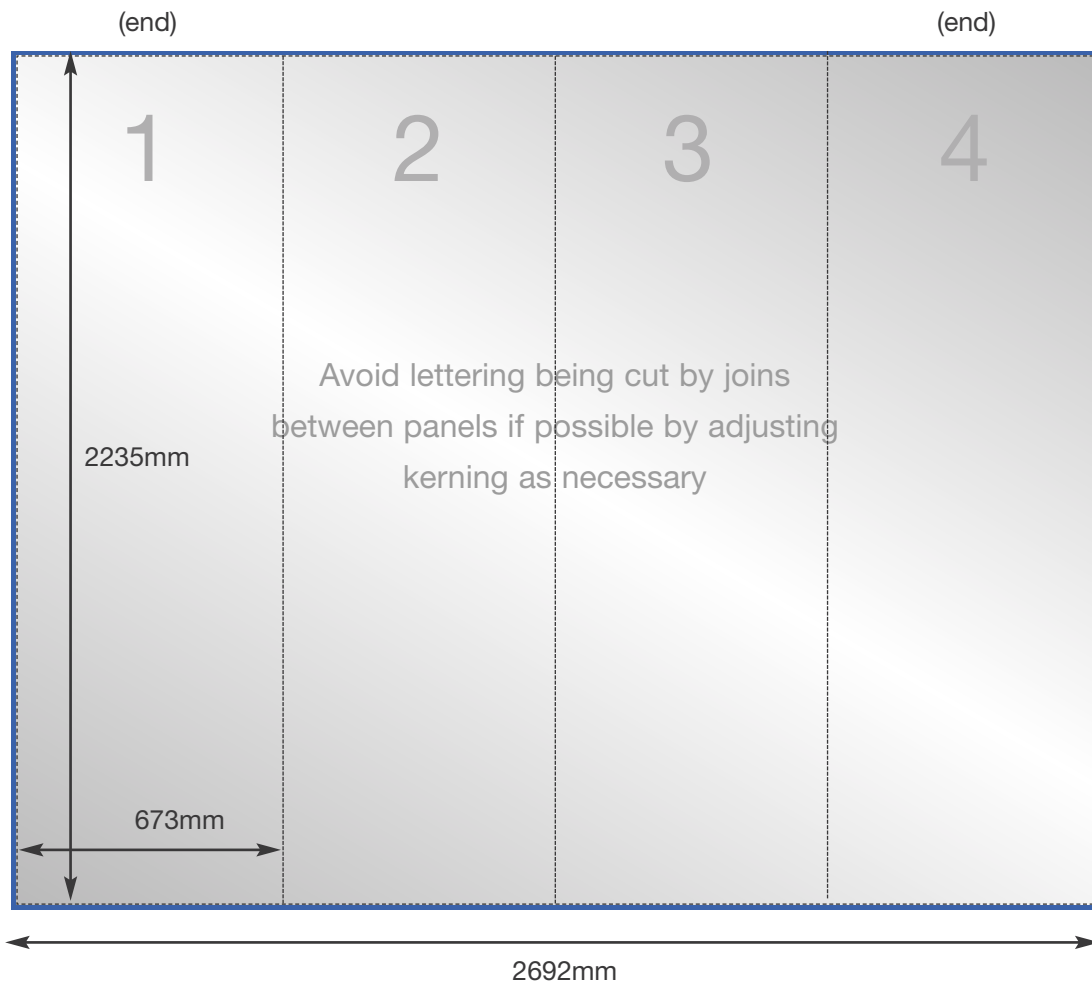 (end) (end)
1 2 3 4
Avoid lettering being cut by joins
between panels if possible by adjusting
kerning as necessary
2235mm
673mm
2692mm